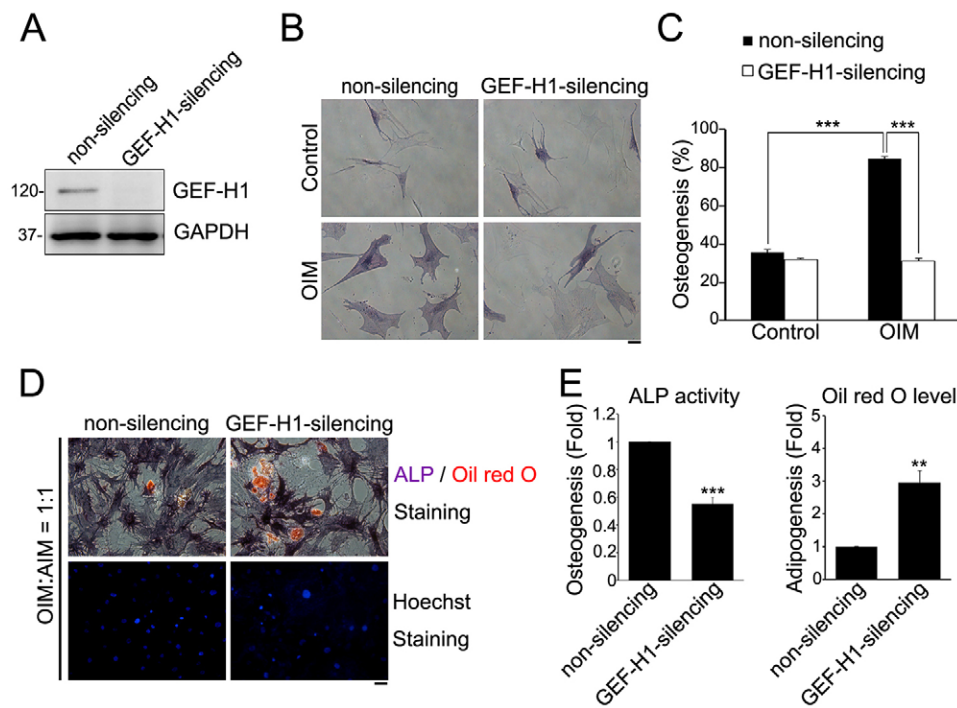 A
non-silencing
GEF-H1-silencing
120-
GEF-H1
37-
GAPDH
B
non-silencing
GEF-H1-silencing
Control
OIM
C
non-silencing
GEF-H1-silencing
Osteogenesis (%)
100
80
60
40
20
0
***
***
Control
OIM
D
non-silencing
GEF-H1-silencing
OIM:AIM = 1:1
ALP / Oil red O
Staining
Hoechst
Staining
E
ALP activity
Osteogenesis (Fold)
1.2
1
0.8
0.6
0.4
0.2
0
***
non-silencing
GEF-H1-silencing
Oil red O level
Adipogenesis (Fold)
5
4
3
2
1
0
**
non-silencing
GEF-H1-silencing